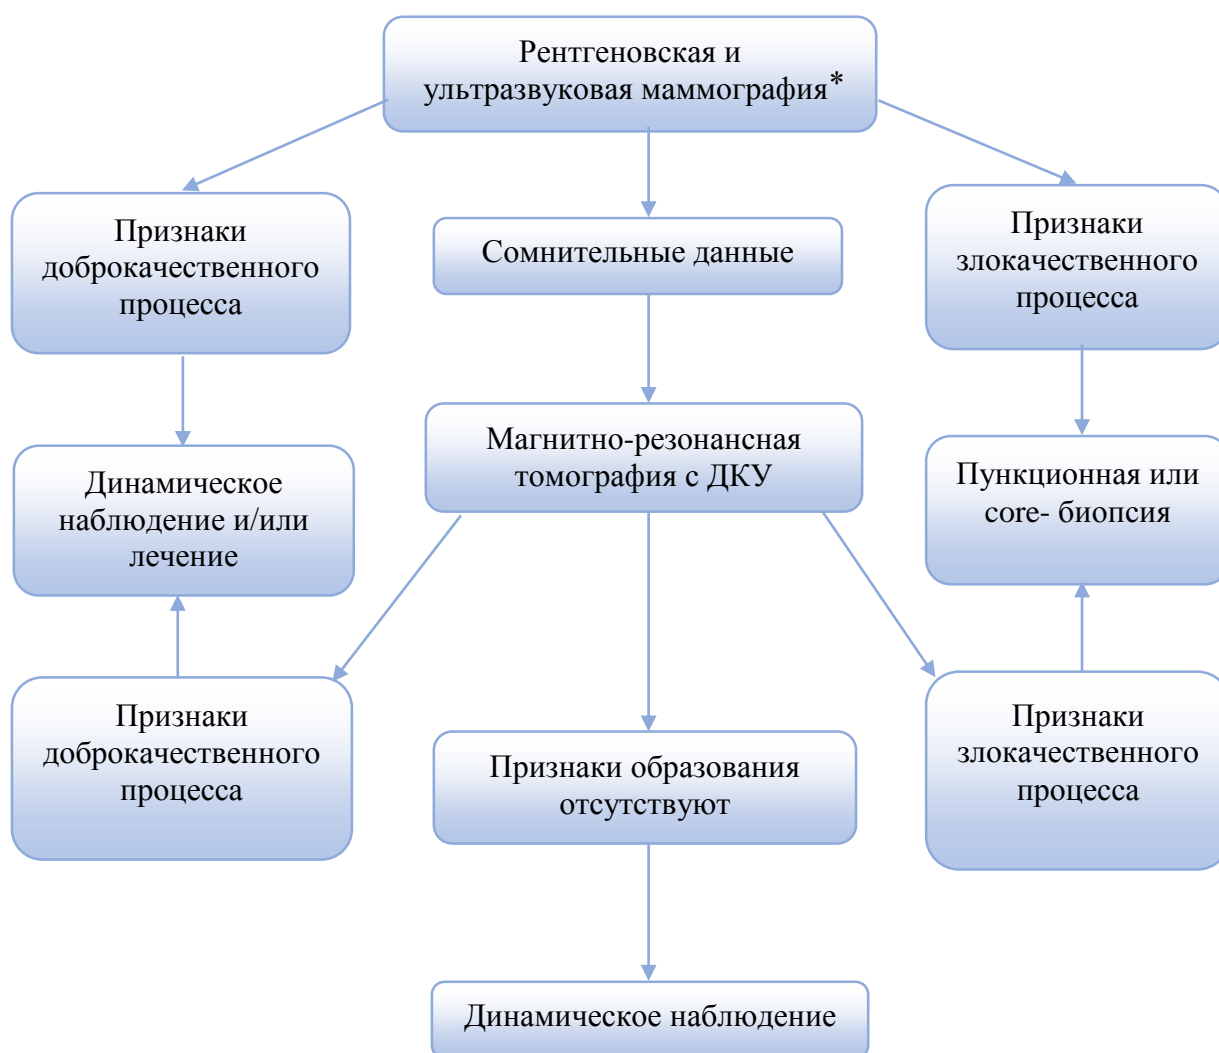 Рентгеновская и
ультразвуковая маммография*
Признаки
доброкачественного
процесса
Сомнительные данные
Признаки
злокачественного
процесса
Магнитно-резонансная
томография с ДКУ
Динамическое
наблюдение и/или
лечение
Пункционная или
core- биопсия
Признаки
доброкачественного
процесса
Признаки образования
отсутствуют
Признаки
злокачественного
процесса
Динамическое наблюдение